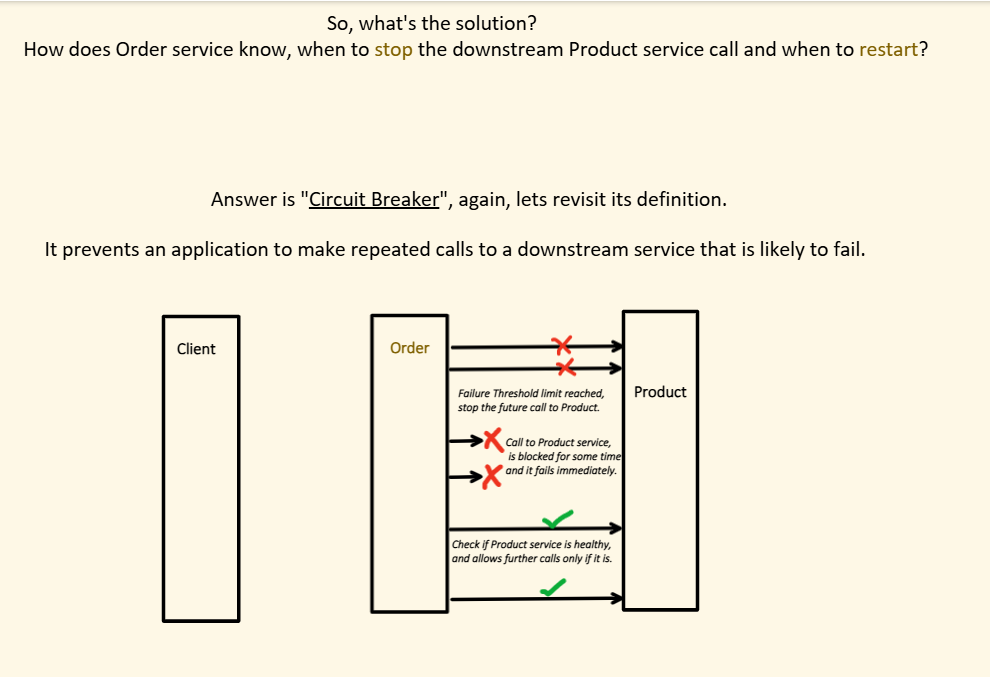 So, what's the solution?
How does Order service know, when to stop the downstream Product service call and when to restart?
Answer is "Circuit Breaker", again, lets revisit its definition.
It prevents an application to make repeated calls to a downstream service that is likely to fail.
Client
Order
Product
Failure Threshold limit reached,
stop the future call to Product.
Call to Product service,
is blocked for some time
and it fails immediately.
Check if Product service is healthy,
and allows further calls only if it is.